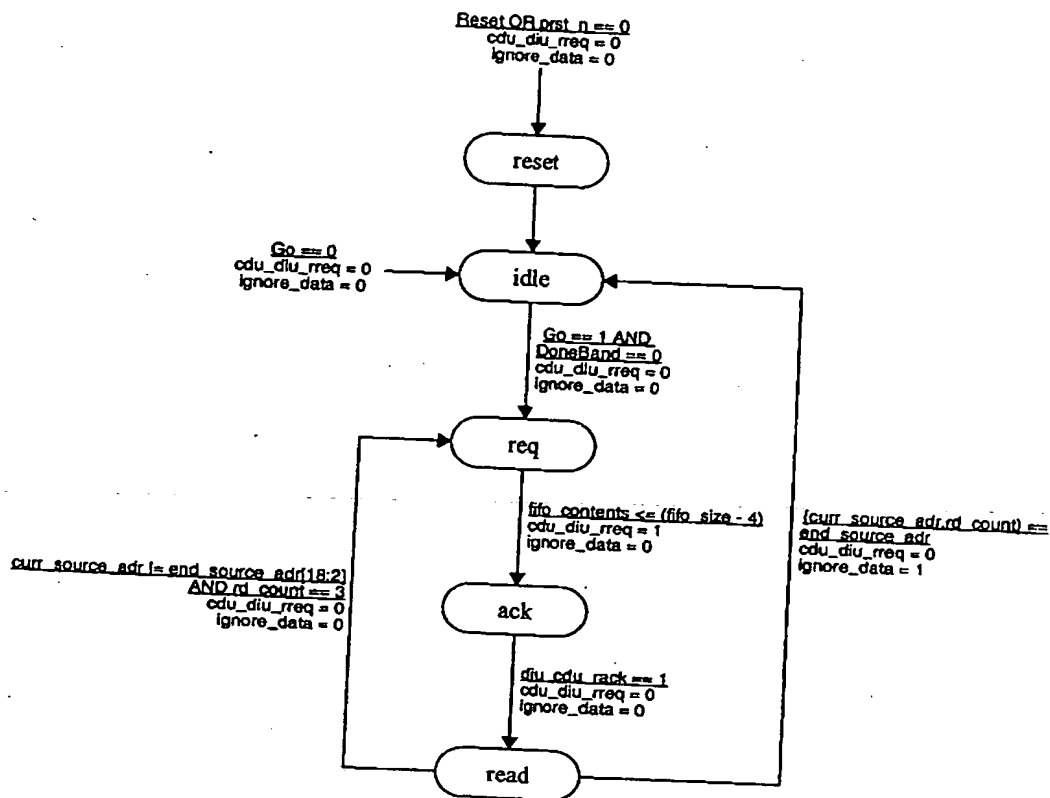 Reset OR prst_n == 0
cdu_diu_rreq = 0
ignore_data = 0
reset
Go == 0
cdu_diu_rreq = 0
ignore_data = 0
idle
Go == 1 AND
DoneBand == 0
cdu_diu_rreq = 0
ignore_data = 0
req
fifo_contents <= (fifo_size - 4)
cdu_diu_rreq = 1
ignore_data = 0
{curr_source_adr,rd_count} ==
end_source_adr
cdu_diu_rreq = 0
ignore_data = 1
curr_source_adr != end_source_adr[18:2]
AND rd_count == 3
cdu_diu_rreq = 0
ignore_data = 0
ack
diu_cdu_rack == 1
cdu_diu_rreq = 0
ignore_data = 0
read